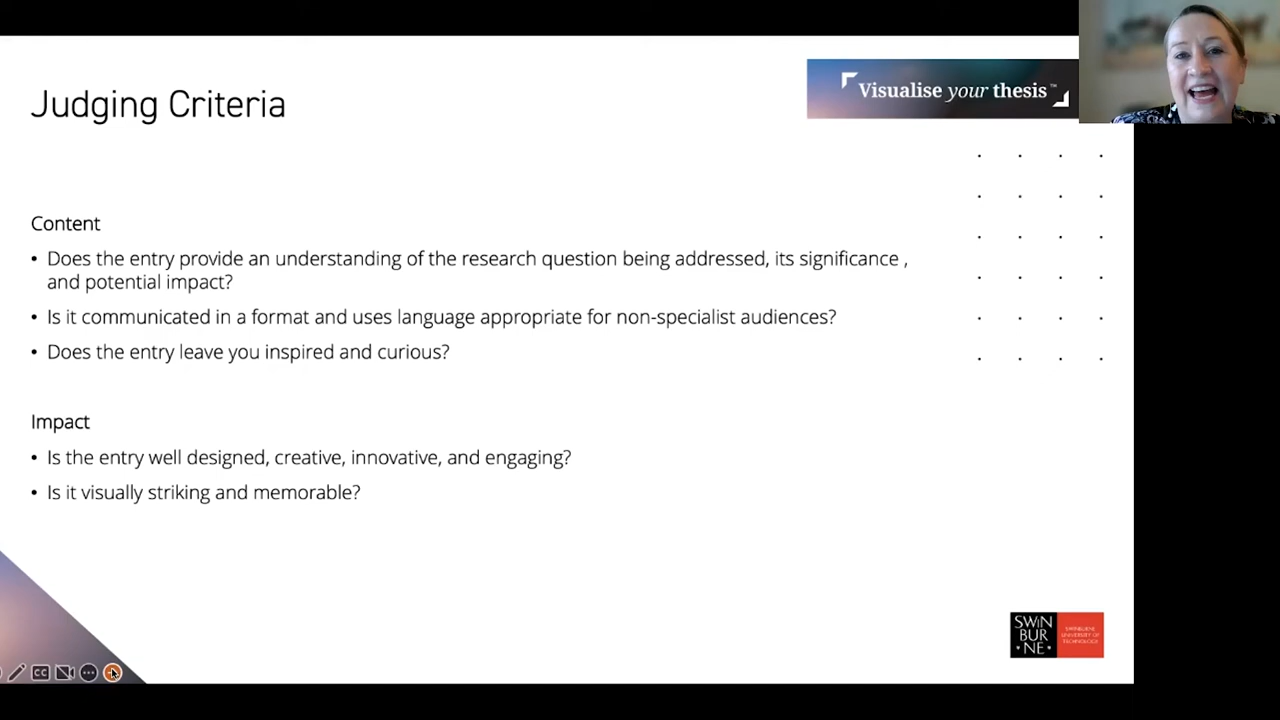 Judging Criteria
Visualise your thesis™
Content
• Does the entry provide an understanding of the research question being addressed, its significance ,
and potential impact?
• Is it communicated in a format and uses language appropriate for non-specialist audiences?
• Does the entry leave you inspired and curious?
Impact
• Is the entry well designed, creative, innovative, and engaging?
• Is it visually striking and memorable?
SWIN
BUR
*NE*
SWINBURNE
UNIVERSITY OF
TECHNOLOGY
CC